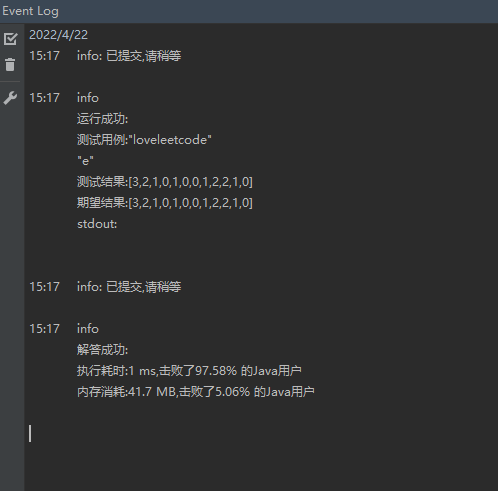 Event Log
2022/4/22
15:17 info: 已提交,请稍等
15:17 info
运行成功:
测试用例:"loveleetcode"
"e"
测试结果:[3,2,1,0,1,0,0,1,2,2,1,0]
期望结果:[3,2,1,0,1,0,0,1,2,2,1,0]
stdout:
15:17 info: 已提交,请稍等
15:17 info
解答成功:
执行耗时:1 ms,击败了97.58% 的Java用户
内存消耗:41.7 MB,击败了5.06% 的Java用户